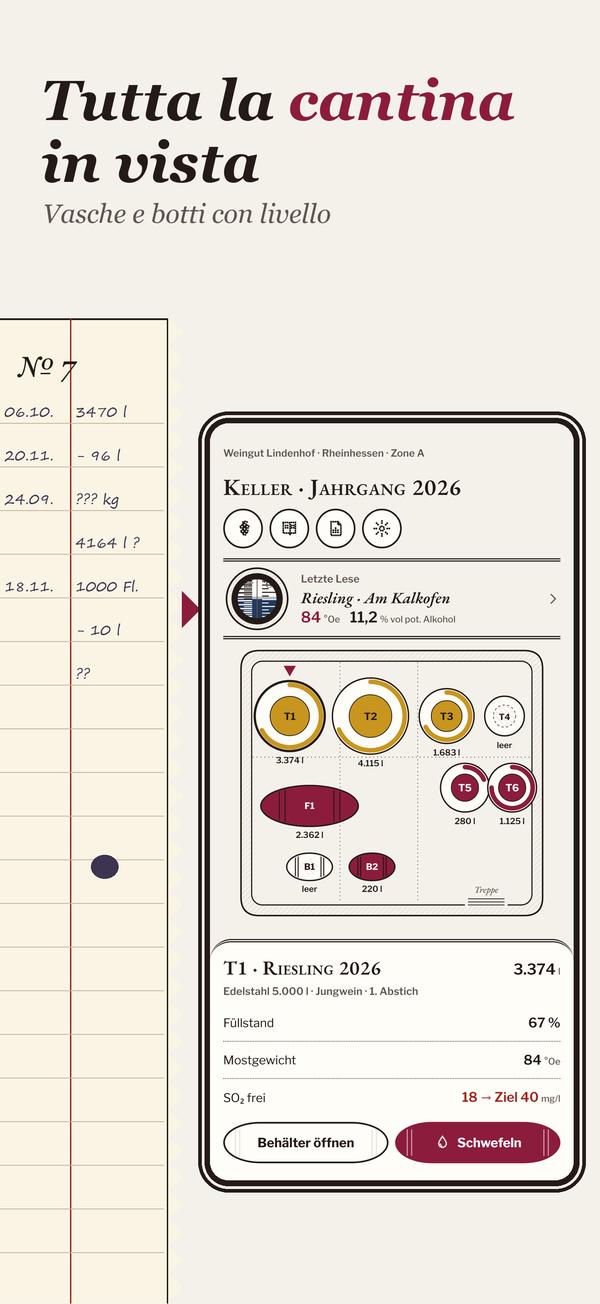 Tutta la cantina
in vista
Vasche e botti con livello
Nº 7
06.10. 3470 l
20.11. – 96 l
24.09. ??? kg
4164 l ?
18.11. 1000 Fl.
– 10 l
??
Weingut Lindenhof · Rheinhessen · Zone A
Keller · Jahrgang 2026
Letzte Lese
Riesling · Am Kalkofen
84 °Oe 11,2 % vol pot. Alkohol
T1 T2 T3 T4
3.374 l 4.115 l 1.683 l leer
T5 T6
280 l 1.125 l
F1
2.362 l
B1 B2
leer 220 l
Treppe
T1 · Riesling 2026 3.374 l
Edelstahl 5.000 l · Jungwein · 1. Abstich
Füllstand 67 %
Mostgewicht 84 °Oe
SO₂ frei 18 → Ziel 40 mg/l
Behälter öffnen Schwefeln